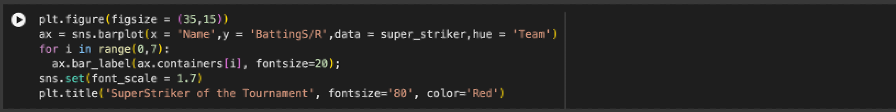 plt.figure(figsize = (35,15))
ax = sns.barplot(x = 'Name',y = 'BattingS/R',data = super_striker,hue = 'Team')
for i in range(0,7):
  ax.bar_label(ax.containers[i], fontsize=20);
sns.set(font_scale = 1.7)
plt.title('SuperStriker of the Tournament', fontsize='80', color='Red')